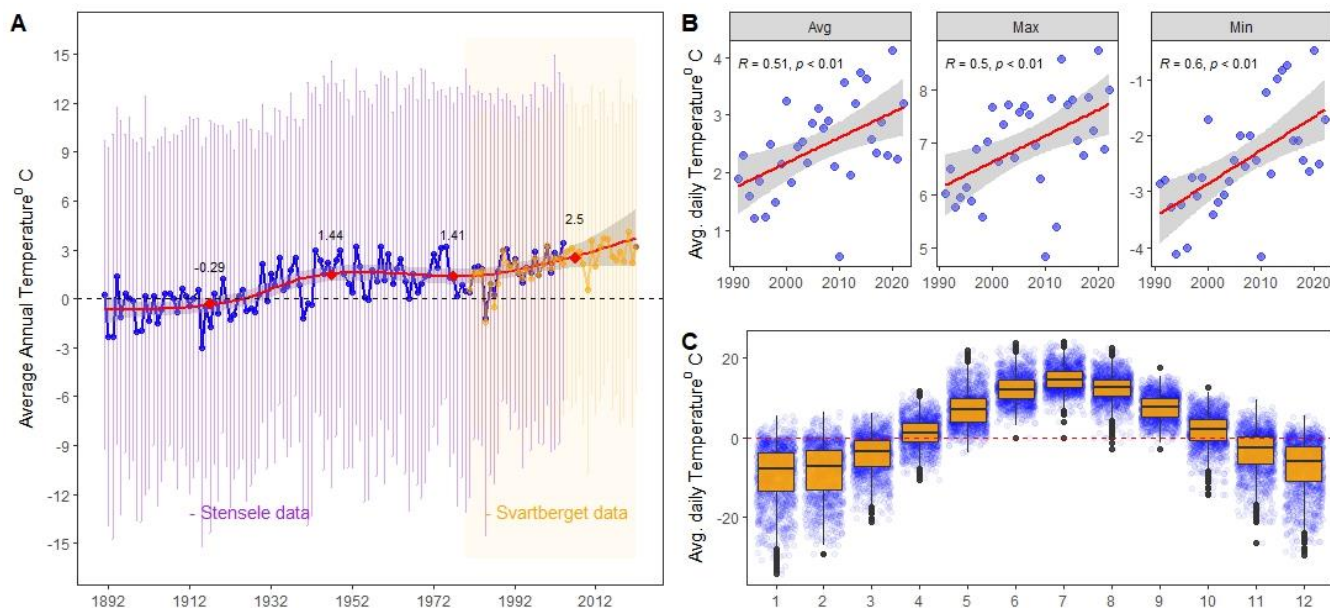 A
Average Annual Temperature⁰ C
15
12
9
6
3
0
-3
-6
-9
-12
-15
-0.29
1.44
1.41
2.5
- Stensele data
- Svartberget data
1892 1912 1932 1952 1972 1992 2012
B
Avg Max Min
Avg. daily Temperature⁰ C
R = 0.51, p < 0.01
4
3
2
1
1990 2000 2010 2020
R = 0.5, p < 0.01
8
7
6
5
1990 2000 2010 2020
R = 0.6, p < 0.01
-1
-2
-3
-4
1990 2000 2010 2020
C
Avg. daily Temperature⁰ C
20
0
-20
1 2 3 4 5 6 7 8 9 10 11 12